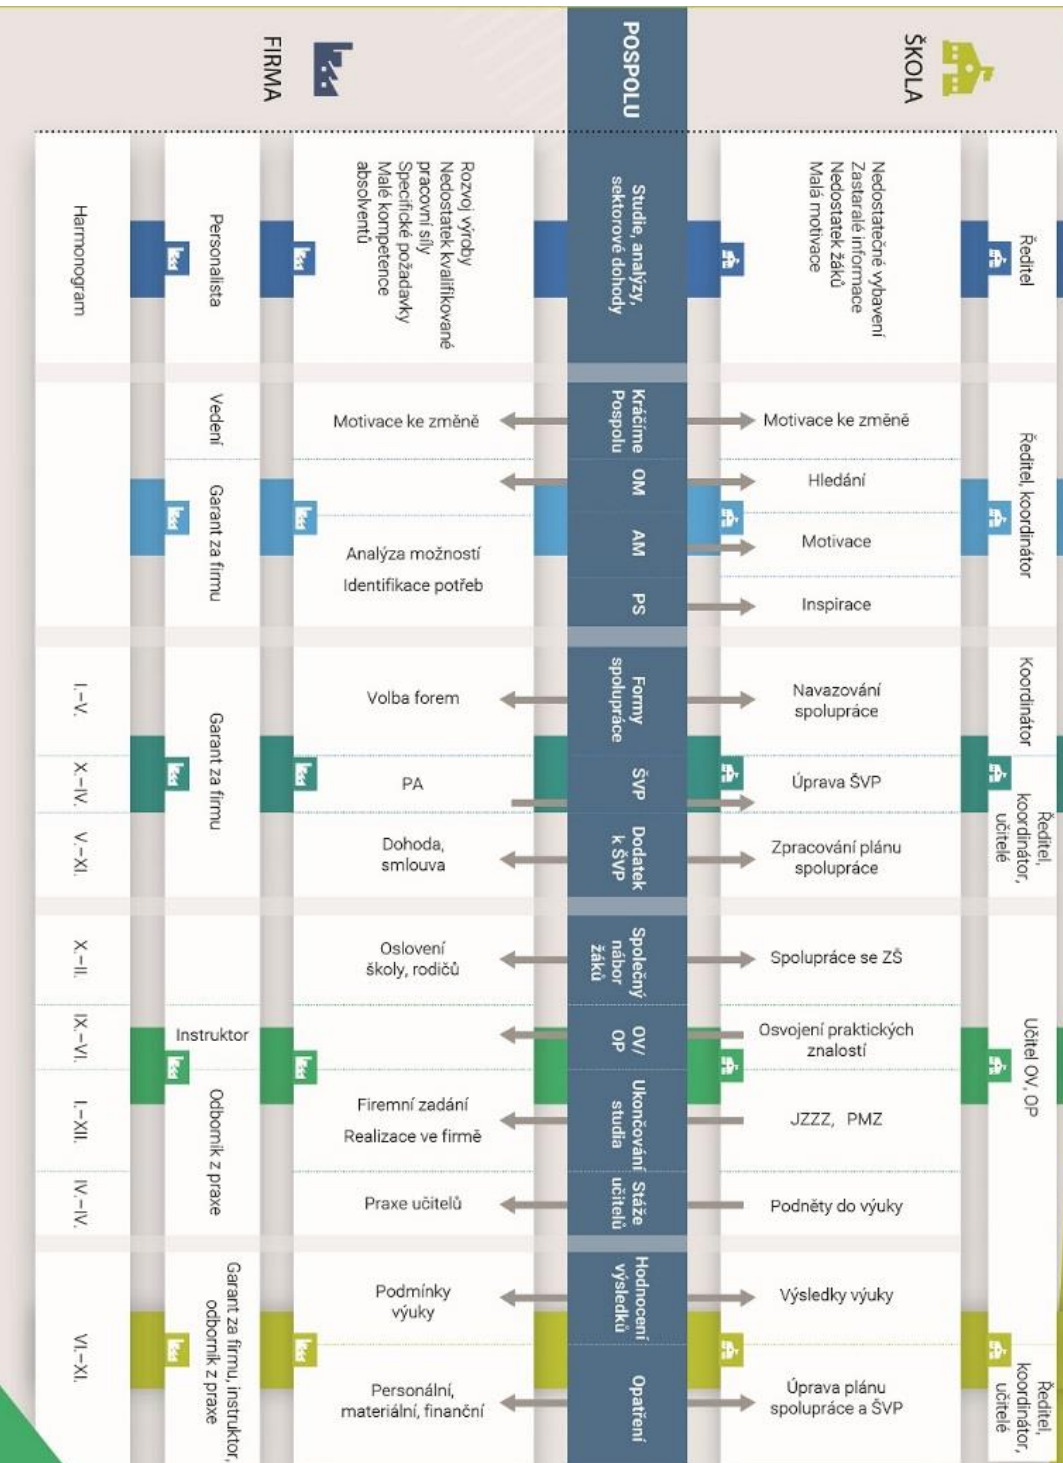 ŠKOLA
POSPOLU
FIRMA
Ředitel
Nedostatečné vybavení
Zastaralé informace
Nedostatek žáků
Malá motivace
Studie, analýzy,
sektorové dohody
Rozvoj výroby
Nedostatek kvalifikované
pracovní síly
Specifické požadavky
Malé kompetence
absolventů
Personalista
Harmonogram
Ředitel, koordinátor
Motivace ke změně
Kráčíme
Pospolu
Motivace ke změně
Vedení
Hledání
OM
Garant za firmu
Motivace
AM
Analýza možností
Identifikace potřeb
Inspirace
PS
Koordinátor
Navazování
spolupráce
Formy
spolupráce
Volba forem
Garant za firmu
I.–V.
Ředitel,
koordinátor,
učitelé
Úprava ŠVP
ŠVP
PA
X.–IV.
Zpracování plánu
spolupráce
Dodatek
k ŠVP
Dohoda,
smlouva
V.–XI.
Učitel OV, OP
Spolupráce se ZŠ
Společný
nábor
žáků
Oslovení
školy, rodičů
X.–II.
Osvojení praktických
znalostí
OV/
OP
Instruktor
IX.–VI.
JZZZ, PMZ
Ukončování
studia
Firemní zadání
Realizace ve firmě
Odborník z praxe
I.–XII.
Podněty do výuky
Stáže
učitelů
Praxe učitelů
IV.–IV.
Ředitel,
koordinátor,
učitelé
Výsledky výuky
Hodnocení
výsledků
Podmínky
výuky
Garant za firmu, instruktor,
odborník z praxe
VI.–XI.
Úprava plánu
spolupráce a ŠVP
Opatření
Personální,
materiální, finanční